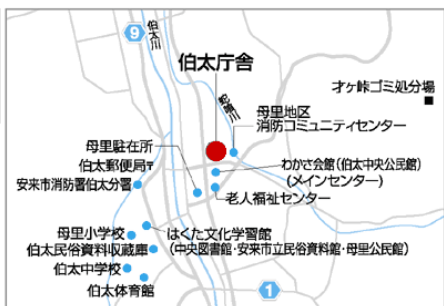 9
伯太川
伯太庁舎
才ヶ峠ゴミ処分場
母里地区
消防コミュニティセンター
母里駐在所
伯太郵便局〒
安来市消防署伯太分署
わかさ会館(伯太中央公民館)
(メインセンター)
老人福祉センター
母里小学校
はくた文化学習館
伯太民俗資料収蔵庫
(中央図書館・安来市立民俗資料館・母里公民館)
伯太中学校
伯太体育館
1